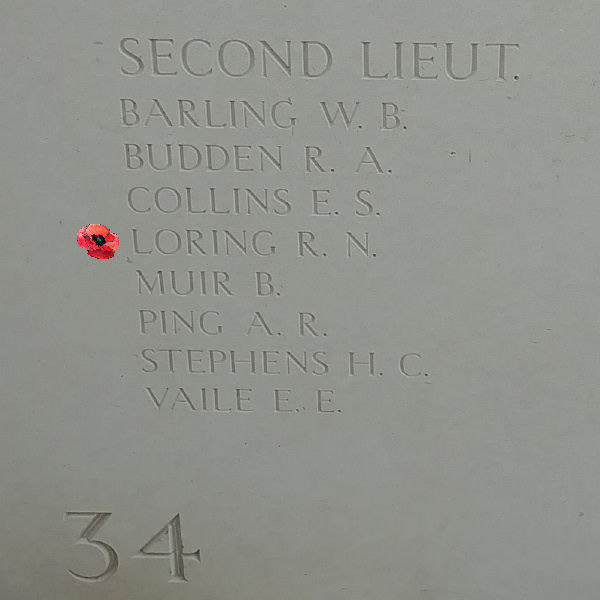 SECOND LIEUT.
BARLING W. B.
BUDDEN R. A.
COLLINS E. S.
LORING R. N.
MUIR B.
PING A. R.
STEPHENS H. C.
VAILE E. E.
34